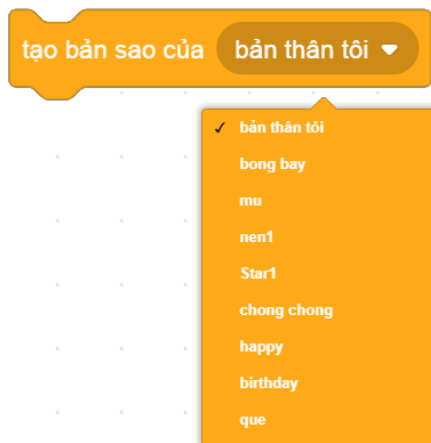 tạo bản sao của bản thân tôi
bản thân tôi
bong bay
mu
nen1
Star1
chong chong
happy
birthday
que